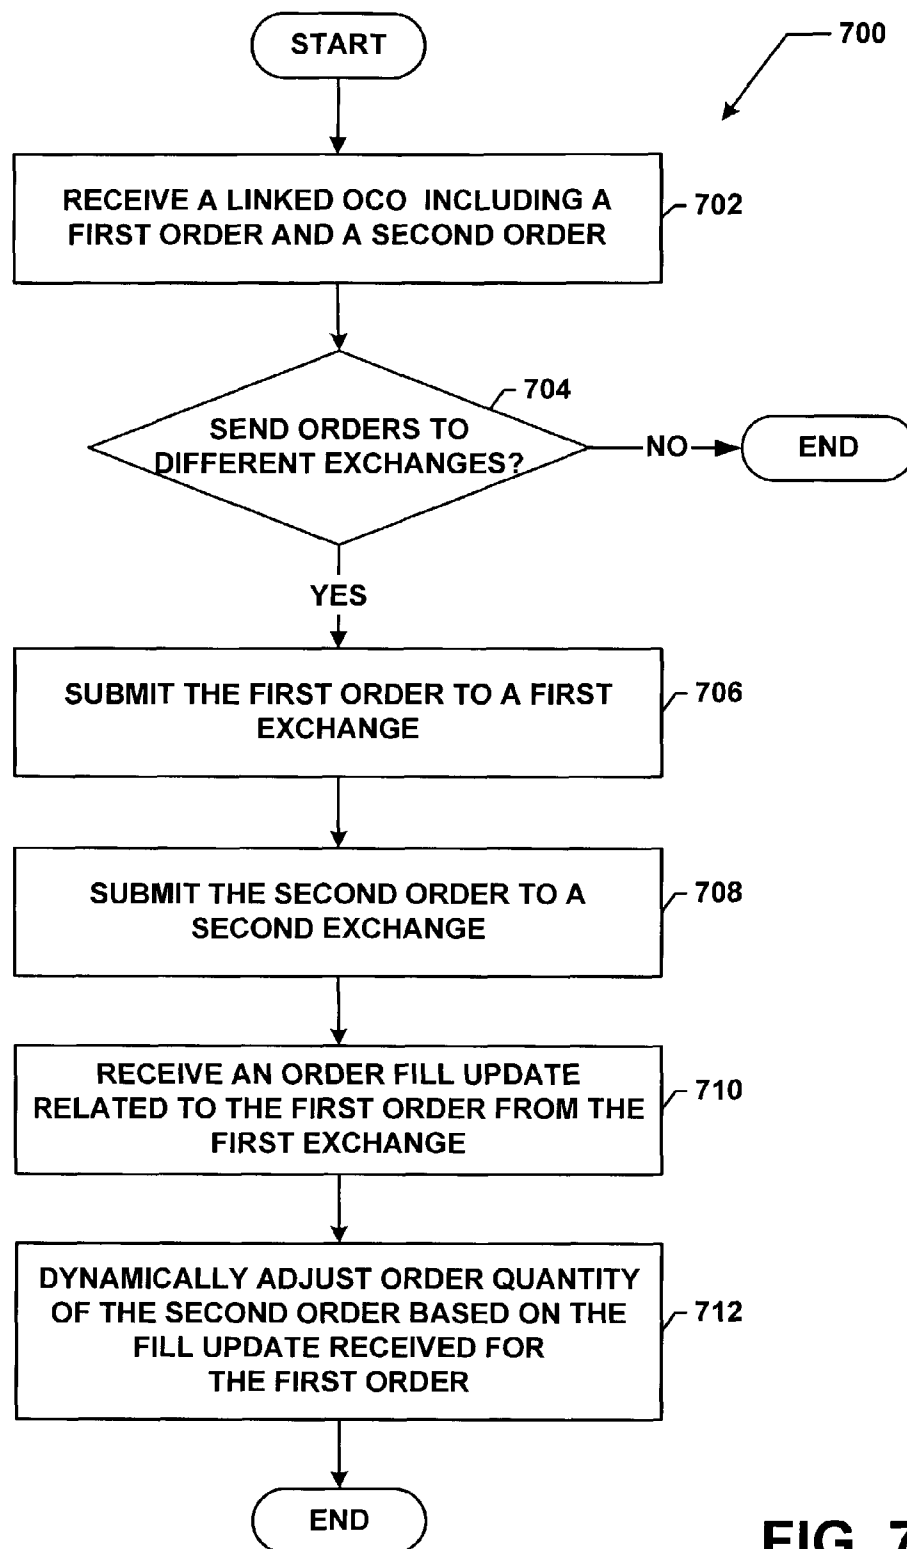 START
700
RECEIVE A LINKED OCO INCLUDING A
FIRST ORDER AND A SECOND ORDER
702
704
SEND ORDERS TO
DIFFERENT EXCHANGES?
NO
END
YES
SUBMIT THE FIRST ORDER TO A FIRST
EXCHANGE
706
SUBMIT THE SECOND ORDER TO A
SECOND EXCHANGE
708
RECEIVE AN ORDER FILL UPDATE
RELATED TO THE FIRST ORDER FROM THE
FIRST EXCHANGE
710
DYNAMICALLY ADJUST ORDER QUANTITY
OF THE SECOND ORDER BASED ON THE
FILL UPDATE RECEIVED FOR
THE FIRST ORDER
712
END
FIG. 7